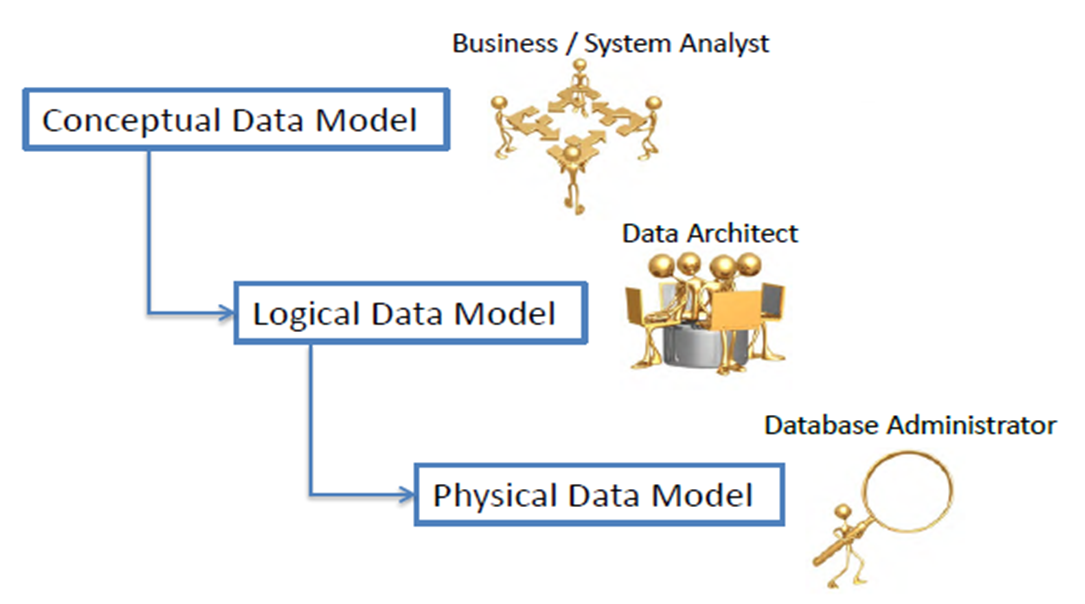 Business / System Analyst
Conceptual Data Model
Data Architect
Logical Data Model
Database Administrator
Physical Data Model